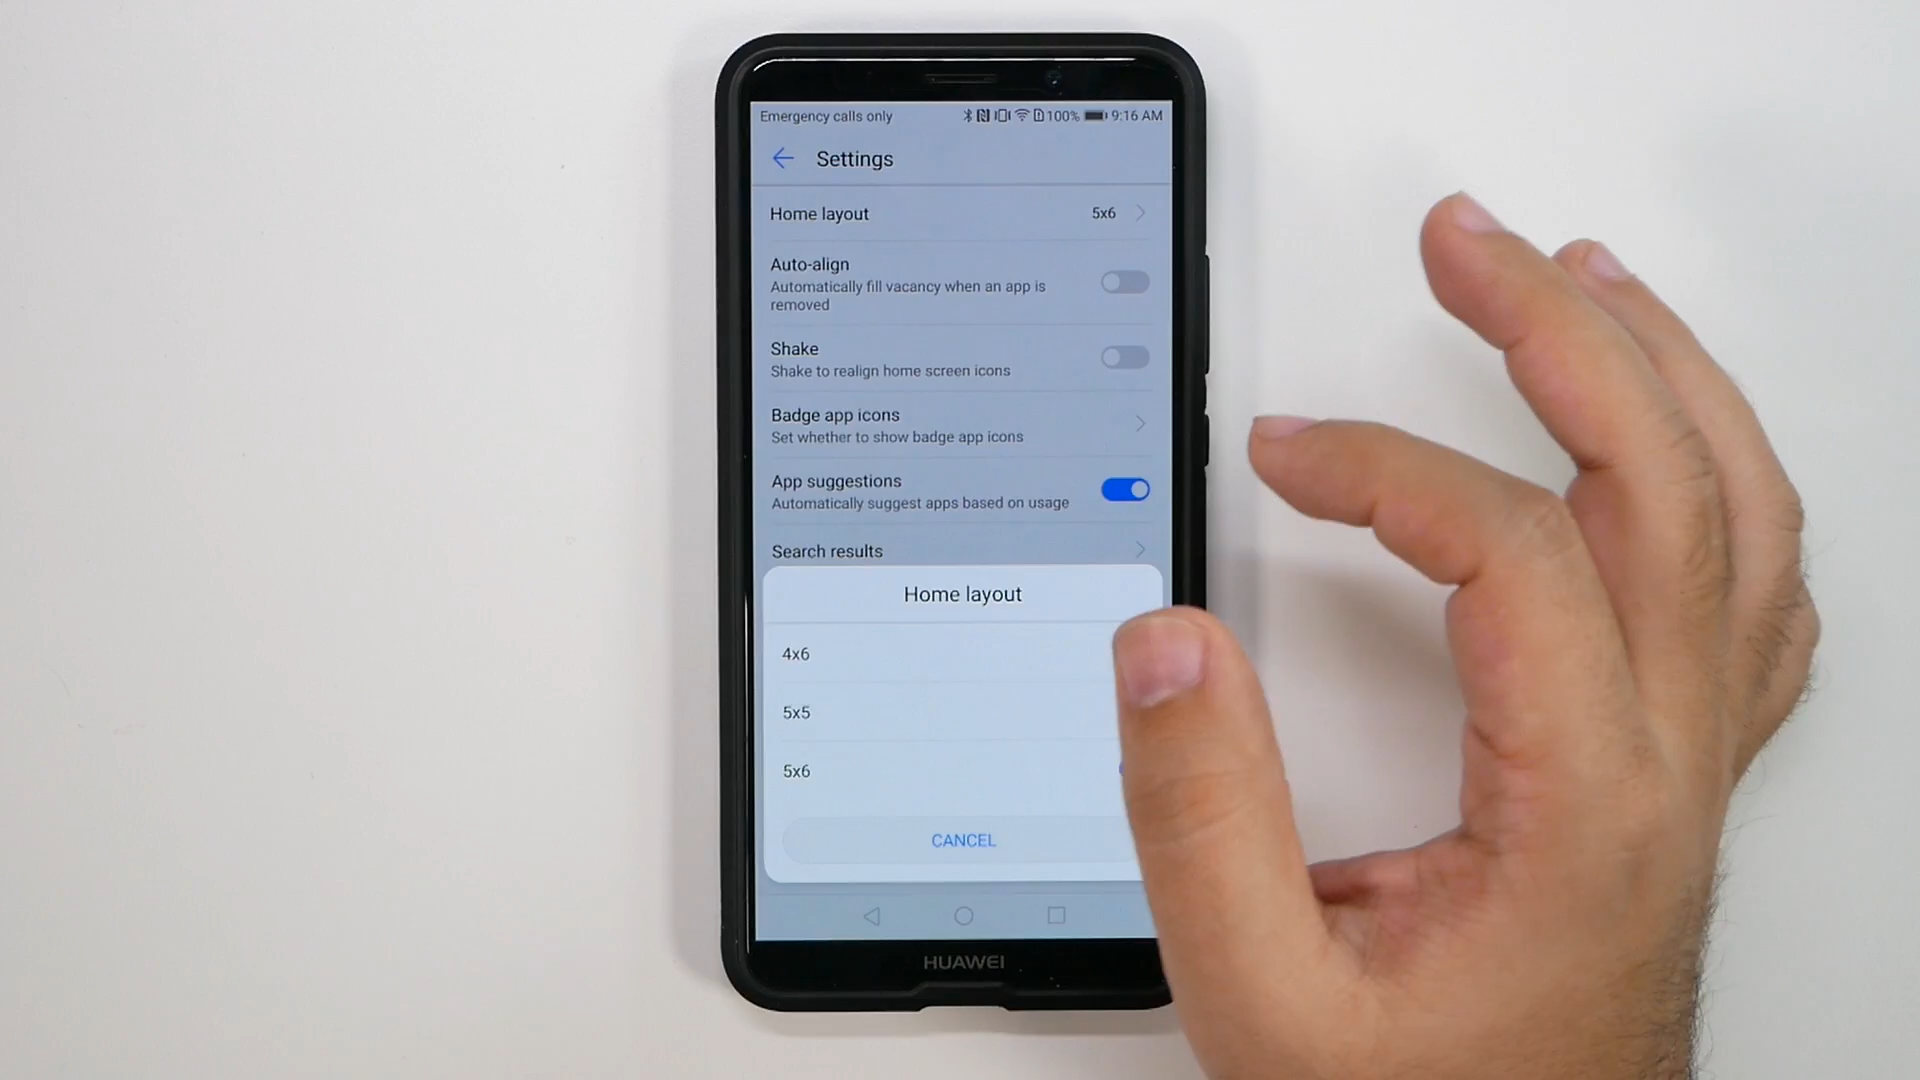 Emergency calls only 100% 9:16 AM
Settings
Home layout 5x6
Auto-align
Automatically fill vacancy when an app is
removed
Shake
Shake to realign home screen icons
Badge app icons
Set whether to show badge app icons
App suggestions
Automatically suggest apps based on usage
Search results
Home layout
4x6
5x5
5x6
CANCEL
HUAWEI